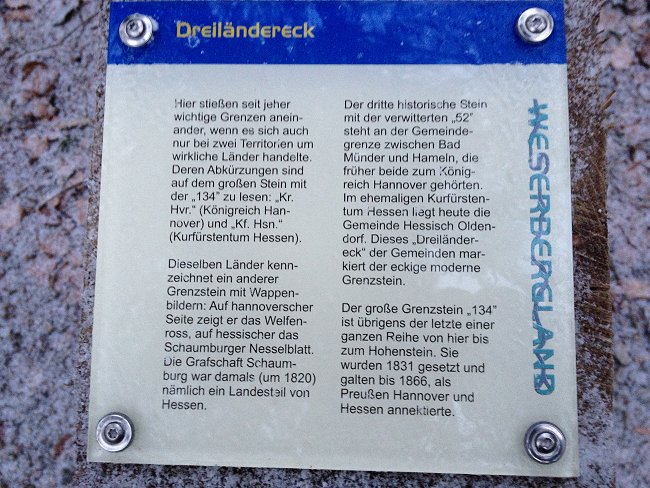 Dreiländereck
Hier stießen seit jeher
wichtige Grenzen anein-
ander, wenn es sich auch
nur bei zwei Territorien um
wirkliche Länder handelte.
Deren Abkürzungen sind
auf dem großen Stein mit
der „134" zu lesen: „Kr.
Hvr." (Königreich Han-
nover) und „Kf. Hsn."
(Kurfürstentum Hessen).
Dieselben Länder kenn-
zeichnet ein anderer
Grenzstein mit Wappen-
bildern: Auf hannoverscher
Seite zeigt er das Welfen-
ross, auf hessischer das
Schaumburger Nesselblatt.
Die Grafschaft Schaum-
burg war damals (um 1820)
nämlich ein Landesteil von
Hessen.
Der dritte historische Stein
mit der verwitterten „52"
steht an der Gemeinde-
grenze zwischen Bad
Münder und Hameln, die
früher beide zum König-
reich Hannover gehörten.
Im ehemaligen Kurfürsten-
tum Hessen liegt heute die
Gemeinde Hessisch Olden-
dorf. Dieses „Dreiländer-
eck" der Gemeinden mar-
kiert der eckige moderne
Grenzstein.
Der große Grenzstein „134"
ist übrigens der letzte einer
ganzen Reihe von hier bis
zum Hohenstein. Sie
wurden 1831 gesetzt und
galten bis 1866, als
Preußen Hannover und
Hessen annektierte.
WESERBERGLAND